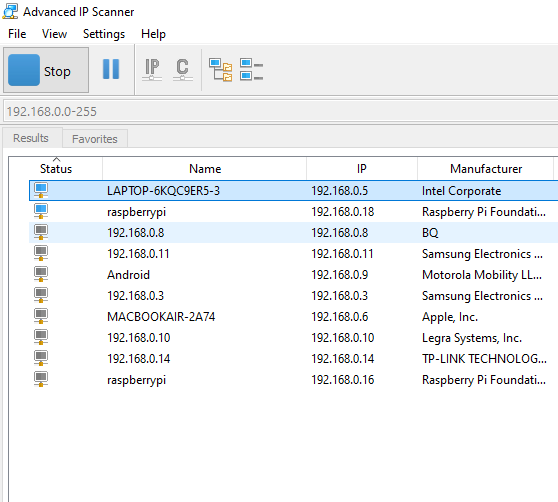 Advanced IP Scanner
File View Settings Help
Stop IP C
192.168.0.0-255
Results Favorites
Status Name IP Manufacturer
LAPTOP-6KQC9ER5-3 192.168.0.5 Intel Corporate
raspberrypi 192.168.0.18 Raspberry Pi Foundati...
192.168.0.8 192.168.0.8 BQ
192.168.0.11 192.168.0.11 Samsung Electronics ...
Android 192.168.0.9 Motorola Mobility LL...
192.168.0.3 192.168.0.3 Samsung Electronics ...
MACBOOKAIR-2A74 192.168.0.6 Apple, Inc.
192.168.0.10 192.168.0.10 Legra Systems, Inc.
192.168.0.14 192.168.0.14 TP-LINK TECHNOLOG...
raspberrypi 192.168.0.16 Raspberry Pi Foundati...